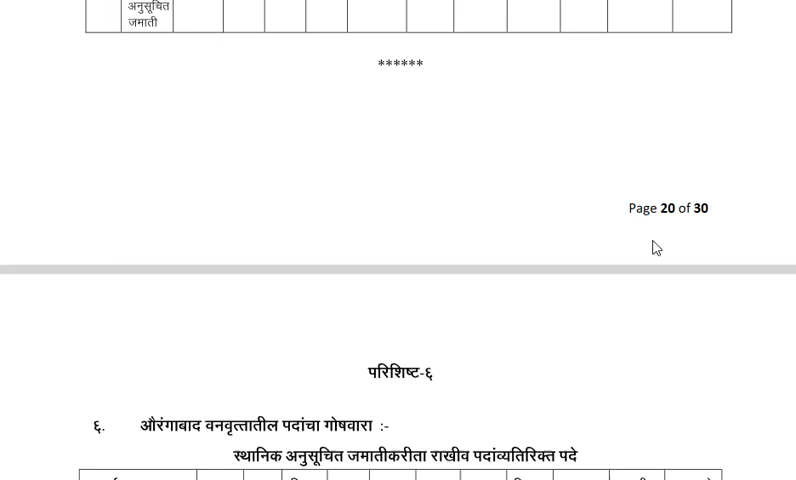 अनुसूचित
जमाती
******
Page 20 of 30
परिशिष्ट-६
६. औरंगाबाद वनवृत्तातील पदांचा गोषवारा :-
स्थानिक अनुसूचित जमातीकरीता राखीव पदांव्यतिरिक्त पदे